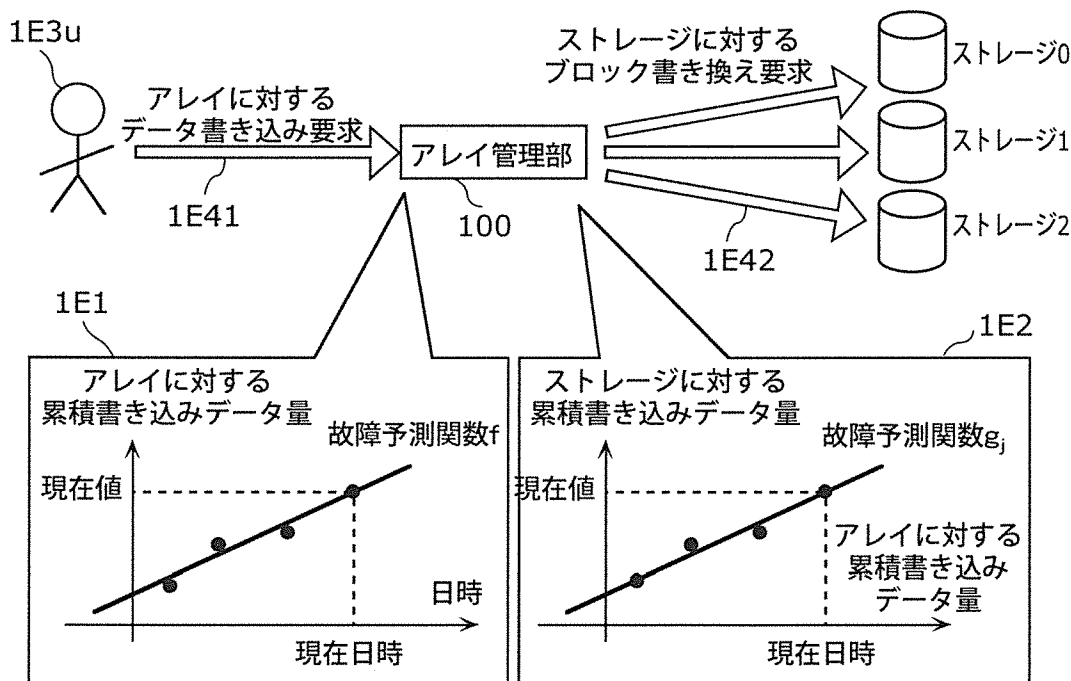 1E3u
アレイに対する
データ書き込み要求
1E41
アレイ管理部
100
ストレージに対する
ブロック書き換え要求
1E42
ストレージ0
ストレージ1
ストレージ2
1E1
アレイに対する
累積書き込みデータ量
故障予測関数f
現在値
日時
現在日時
1E2
ストレージに対する
累積書き込みデータ量
故障予測関数gj
現在値
アレイに対する
累積書き込み
データ量
現在日時